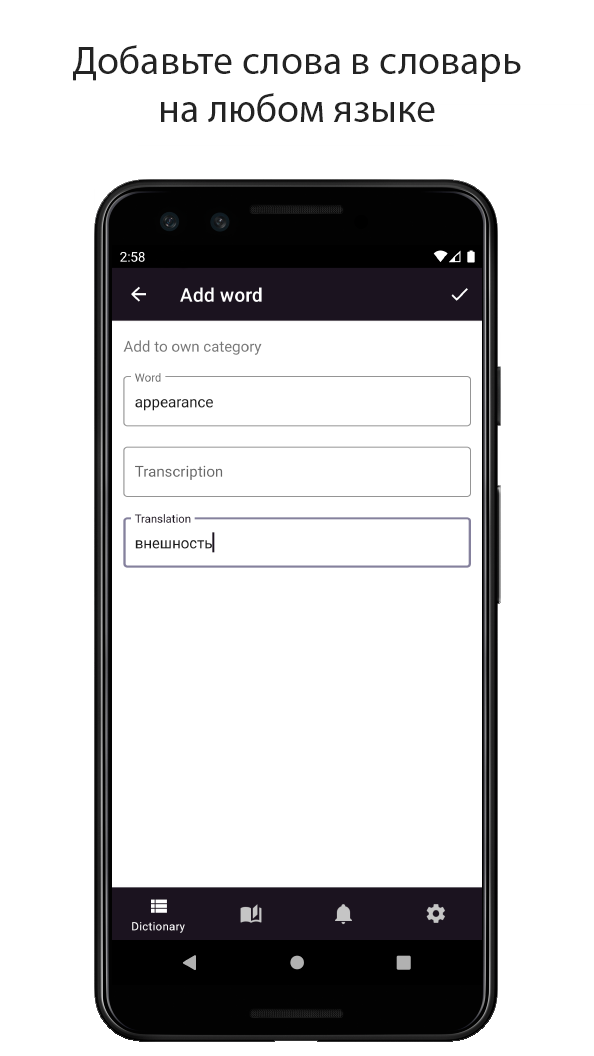 Добавьте слова в словарь
на любом языке
2:58
Add word
Add to own category
Word
appearance
Transcription
Translation
внешность
Dictionary